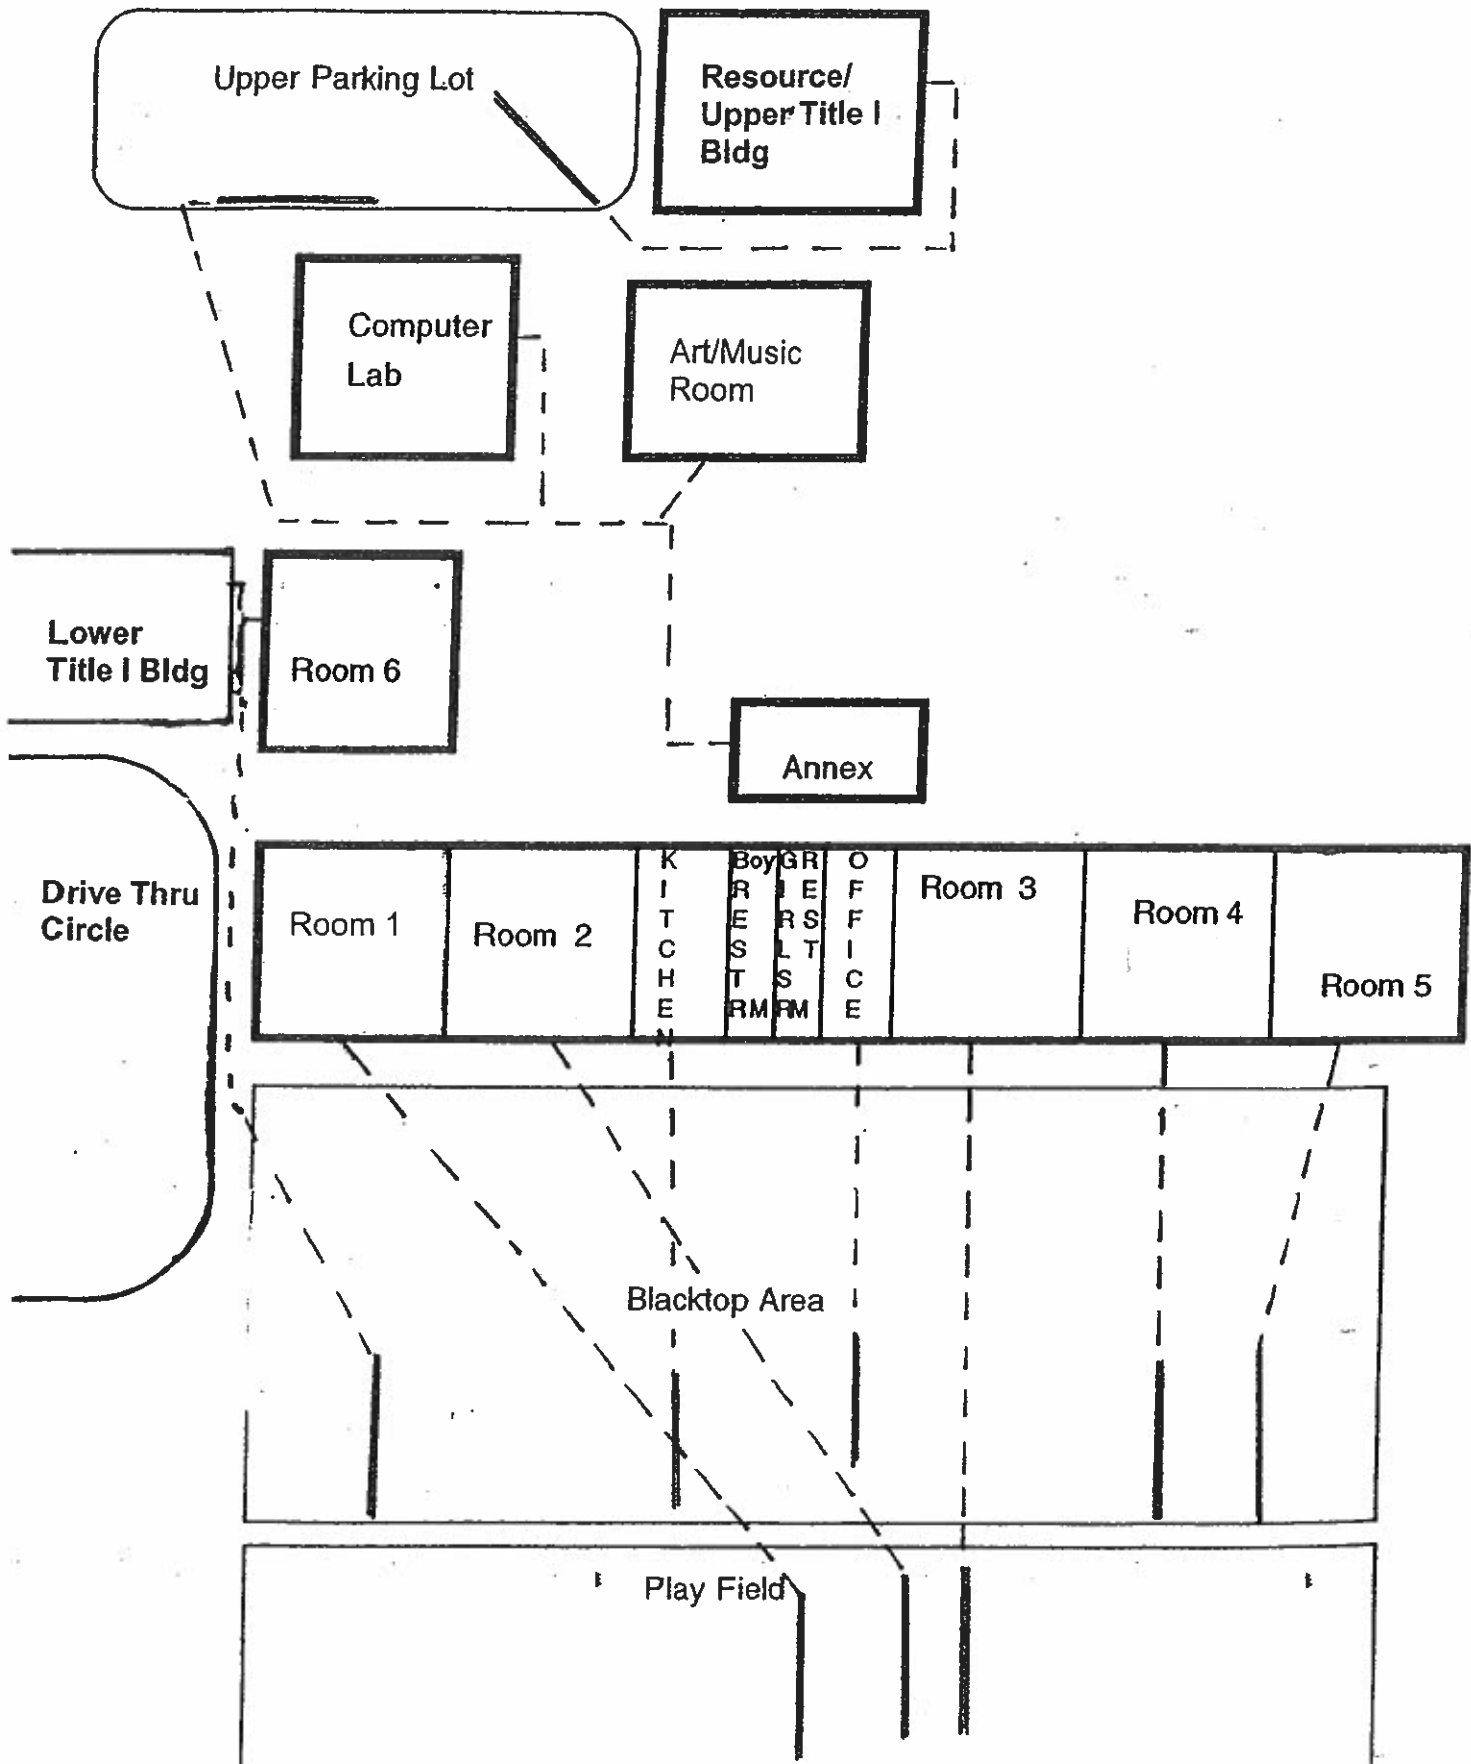 Upper Parking Lot
Resource/
Upper Title I
Bldg
Computer
Lab
Art/Music
Room
Lower
Title I Bldg
Room 6
Annex
Drive Thru
Circle
Room 1
Room 2
KITCHEN
Boy
RESTRM
GIRLSRM
REST
OFFICE
Room 3
Room 4
Room 5
Blacktop Area
Play Field